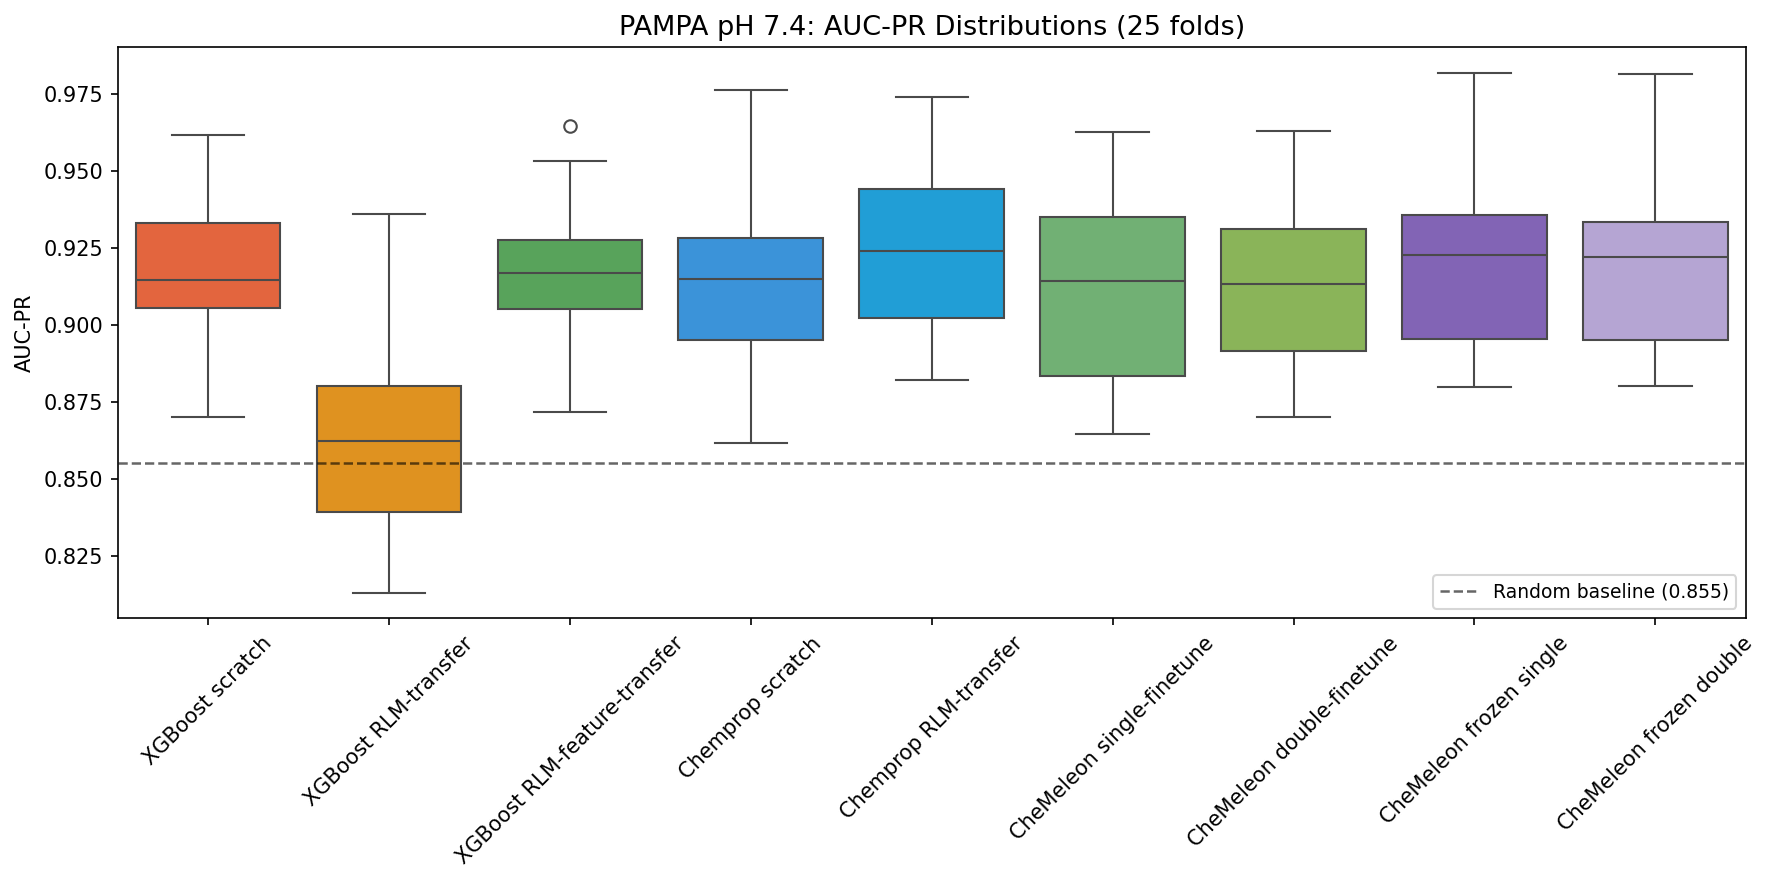 PAMPA pH 7.4: AUC-PR Distributions (25 folds)
AUC-PR
0.975
0.950
0.925
0.900
0.875
0.850
0.825
Random baseline (0.855)
XGBoost scratch
XGBoost RLM-transfer
XGBoost RLM-feature-transfer
Chemprop scratch
Chemprop RLM-transfer
CheMeleon single-finetune
CheMeleon double-finetune
CheMeleon frozen single
CheMeleon frozen double